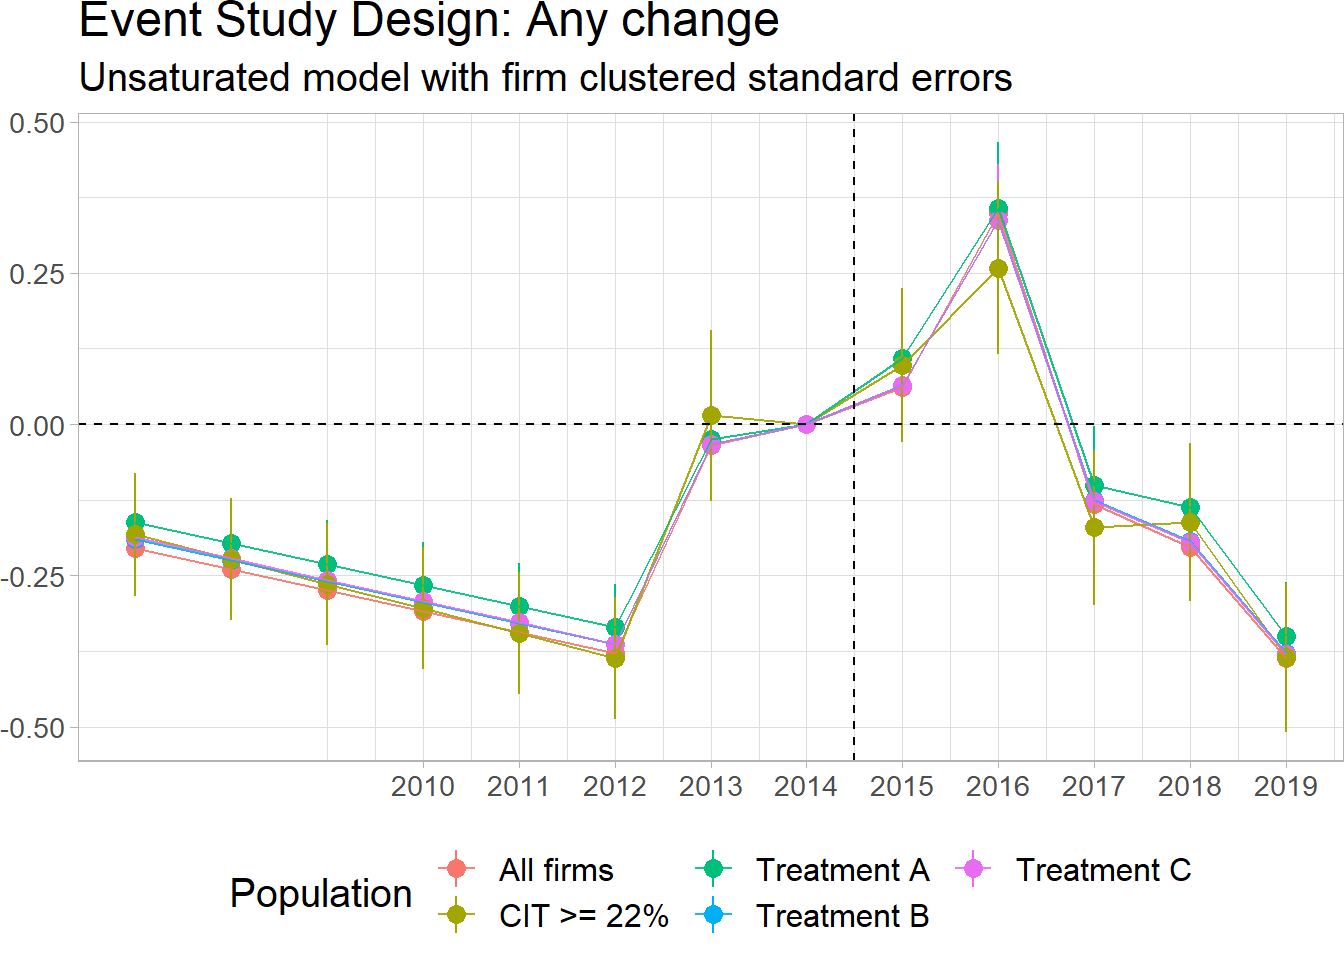 Event Study Design: Any change
Unsaturated model with firm clustered standard errors
0.50
0.25
0.00
-0.25
-0.50
2010 2011 2012 2013 2014 2015 2016 2017 2018 2019
Population
All firms Treatment A Treatment C
CIT >= 22% Treatment B